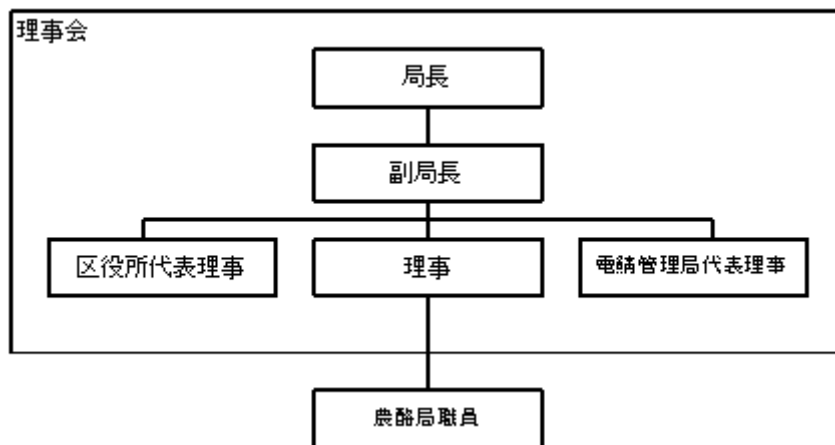 理事会
局長
副局長
区役所代表理事
理事
電鯖管理局代表理事
農酪局職員